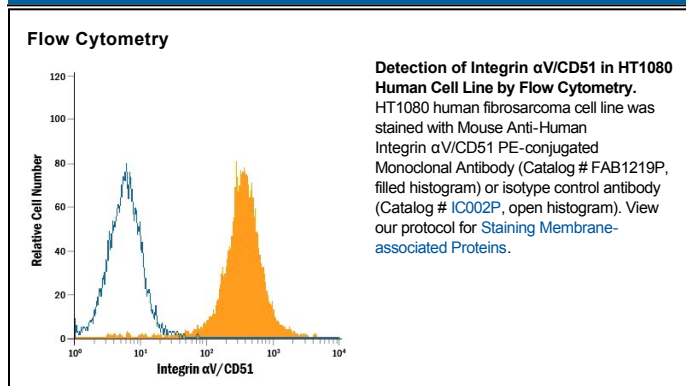 Flow Cytometry
120
100
80
60
40
20
0
Relative Cell Number
10⁰ 10¹ 10² 10³ 10⁴
Integrin αV/CD51
Detection of Integrin αV/CD51 in HT1080
Human Cell Line by Flow Cytometry.
HT1080 human fibrosarcoma cell line was
stained with Mouse Anti-Human
Integrin αV/CD51 PE-conjugated
Monoclonal Antibody (Catalog # FAB1219P,
filled histogram) or isotype control antibody
(Catalog # IC002P, open histogram). View
our protocol for Staining Membrane-
associated Proteins.